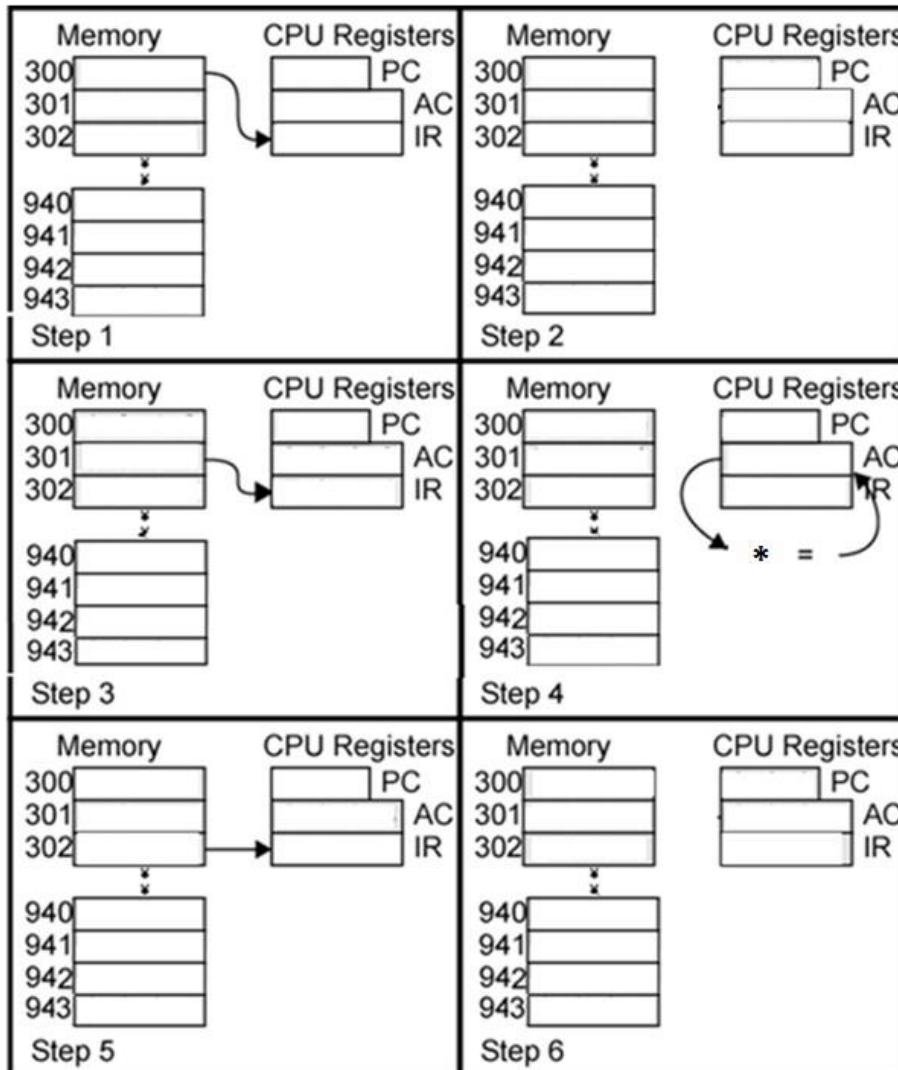 Memory CPU Registers
300 PC
301 AC
302 IR
940
941
942
943
Step 1
Memory CPU Registers
300 PC
301 AC
302 IR
940
941
942
943
Step 2
Memory CPU Registers
300 PC
301 AC
302 IR
940
941
942
943
Step 3
Memory CPU Registers
300 PC
301 AC
302 IR
940 * =
941
942
943
Step 4
Memory CPU Registers
300 PC
301 AC
302 IR
940
941
942
943
Step 5
Memory CPU Registers
300 PC
301 AC
302 IR
940
941
942
943
Step 6